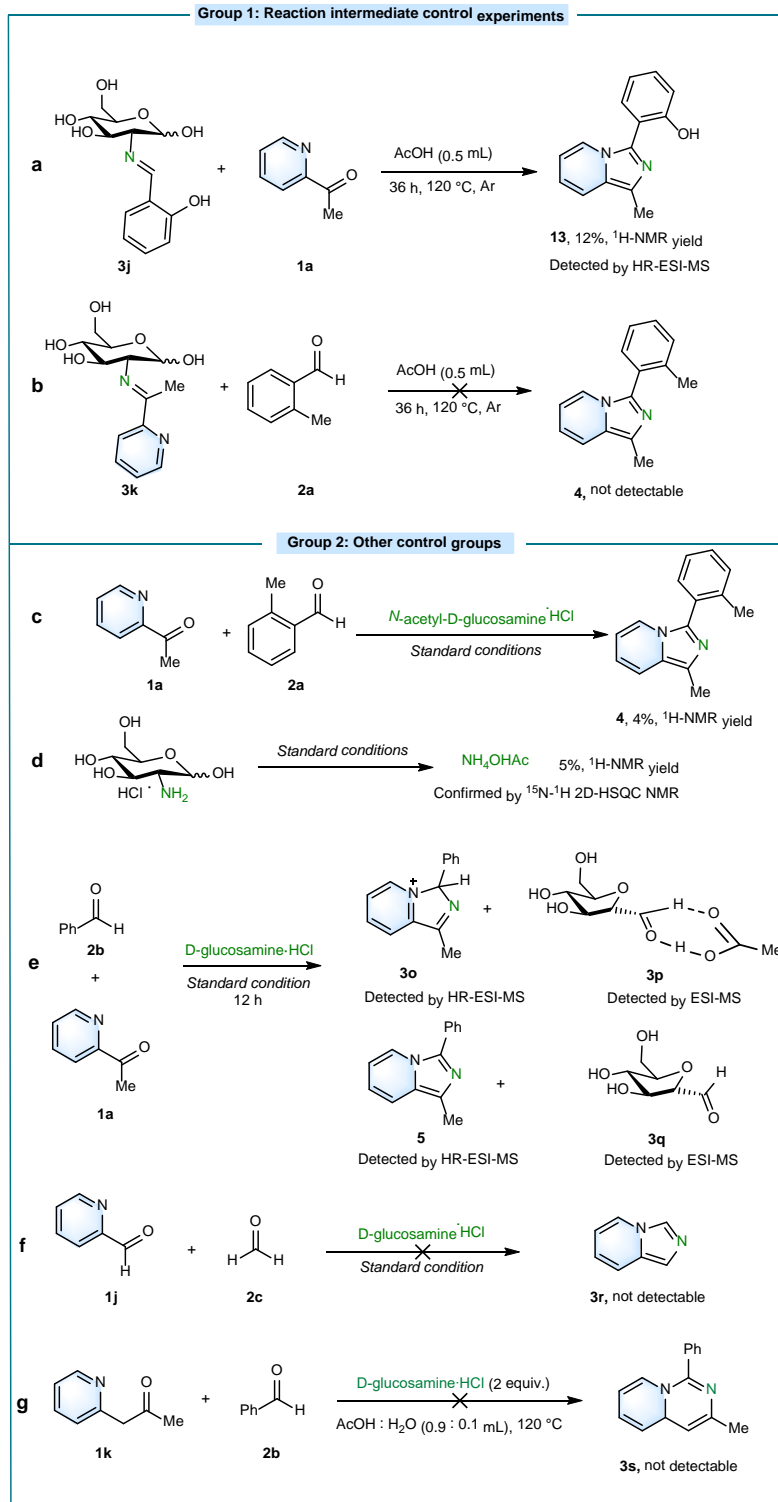 Group 1: Reaction intermediate control experiments
a
OH
HO
HO
O
OH
N
OH
3j
+
N
O
Me
1a
AcOH (0.5 mL)
36 h, 120 °C, Ar
OH
N
N
Me
13, 12%, ¹H-NMR yield
Detected by HR-ESI-MS
b
OH
HO
HO
O
OH
N
Me
N
3k
+
O
H
Me
2a
AcOH (0.5 mL)
36 h, 120 °C, Ar
Me
N
N
Me
4, not detectable
Group 2: Other control groups
c
N
O
Me
1a
+
Me
O
H
2a
N-acetyl-D-glucosamine·HCl
Standard conditions
Me
N
N
Me
4, 4%, ¹H-NMR yield
d
OH
HO
HO
O
OH
HCl · NH₂
Standard conditions
NH₄OHAc 5%, ¹H-NMR yield
Confirmed by ¹⁵N-¹H 2D-HSQC NMR
e
O
Ph H
2b
+
N
O
Me
1a
D-glucosamine·HCl
Standard condition
12 h
Ph
H
+
N
N
Me
3o
Detected by HR-ESI-MS
+
OH
HO
HO
O
H
O
O
H
O
Me
3p
Detected by ESI-MS
Ph
N
N
Me
5
Detected by HR-ESI-MS
+
OH
HO
HO
O
H
O
3q
Detected by ESI-MS
f
N
O
H
1j
+
O
H H
2c
D-glucosamine·HCl
Standard condition
N
N
3r, not detectable
g
N
O
Me
1k
+
O
Ph H
2b
D-glucosamine·HCl (2 equiv.)
AcOH : H₂O (0.9 : 0.1 mL), 120 °C
Ph
N
N
Me
3s, not detectable